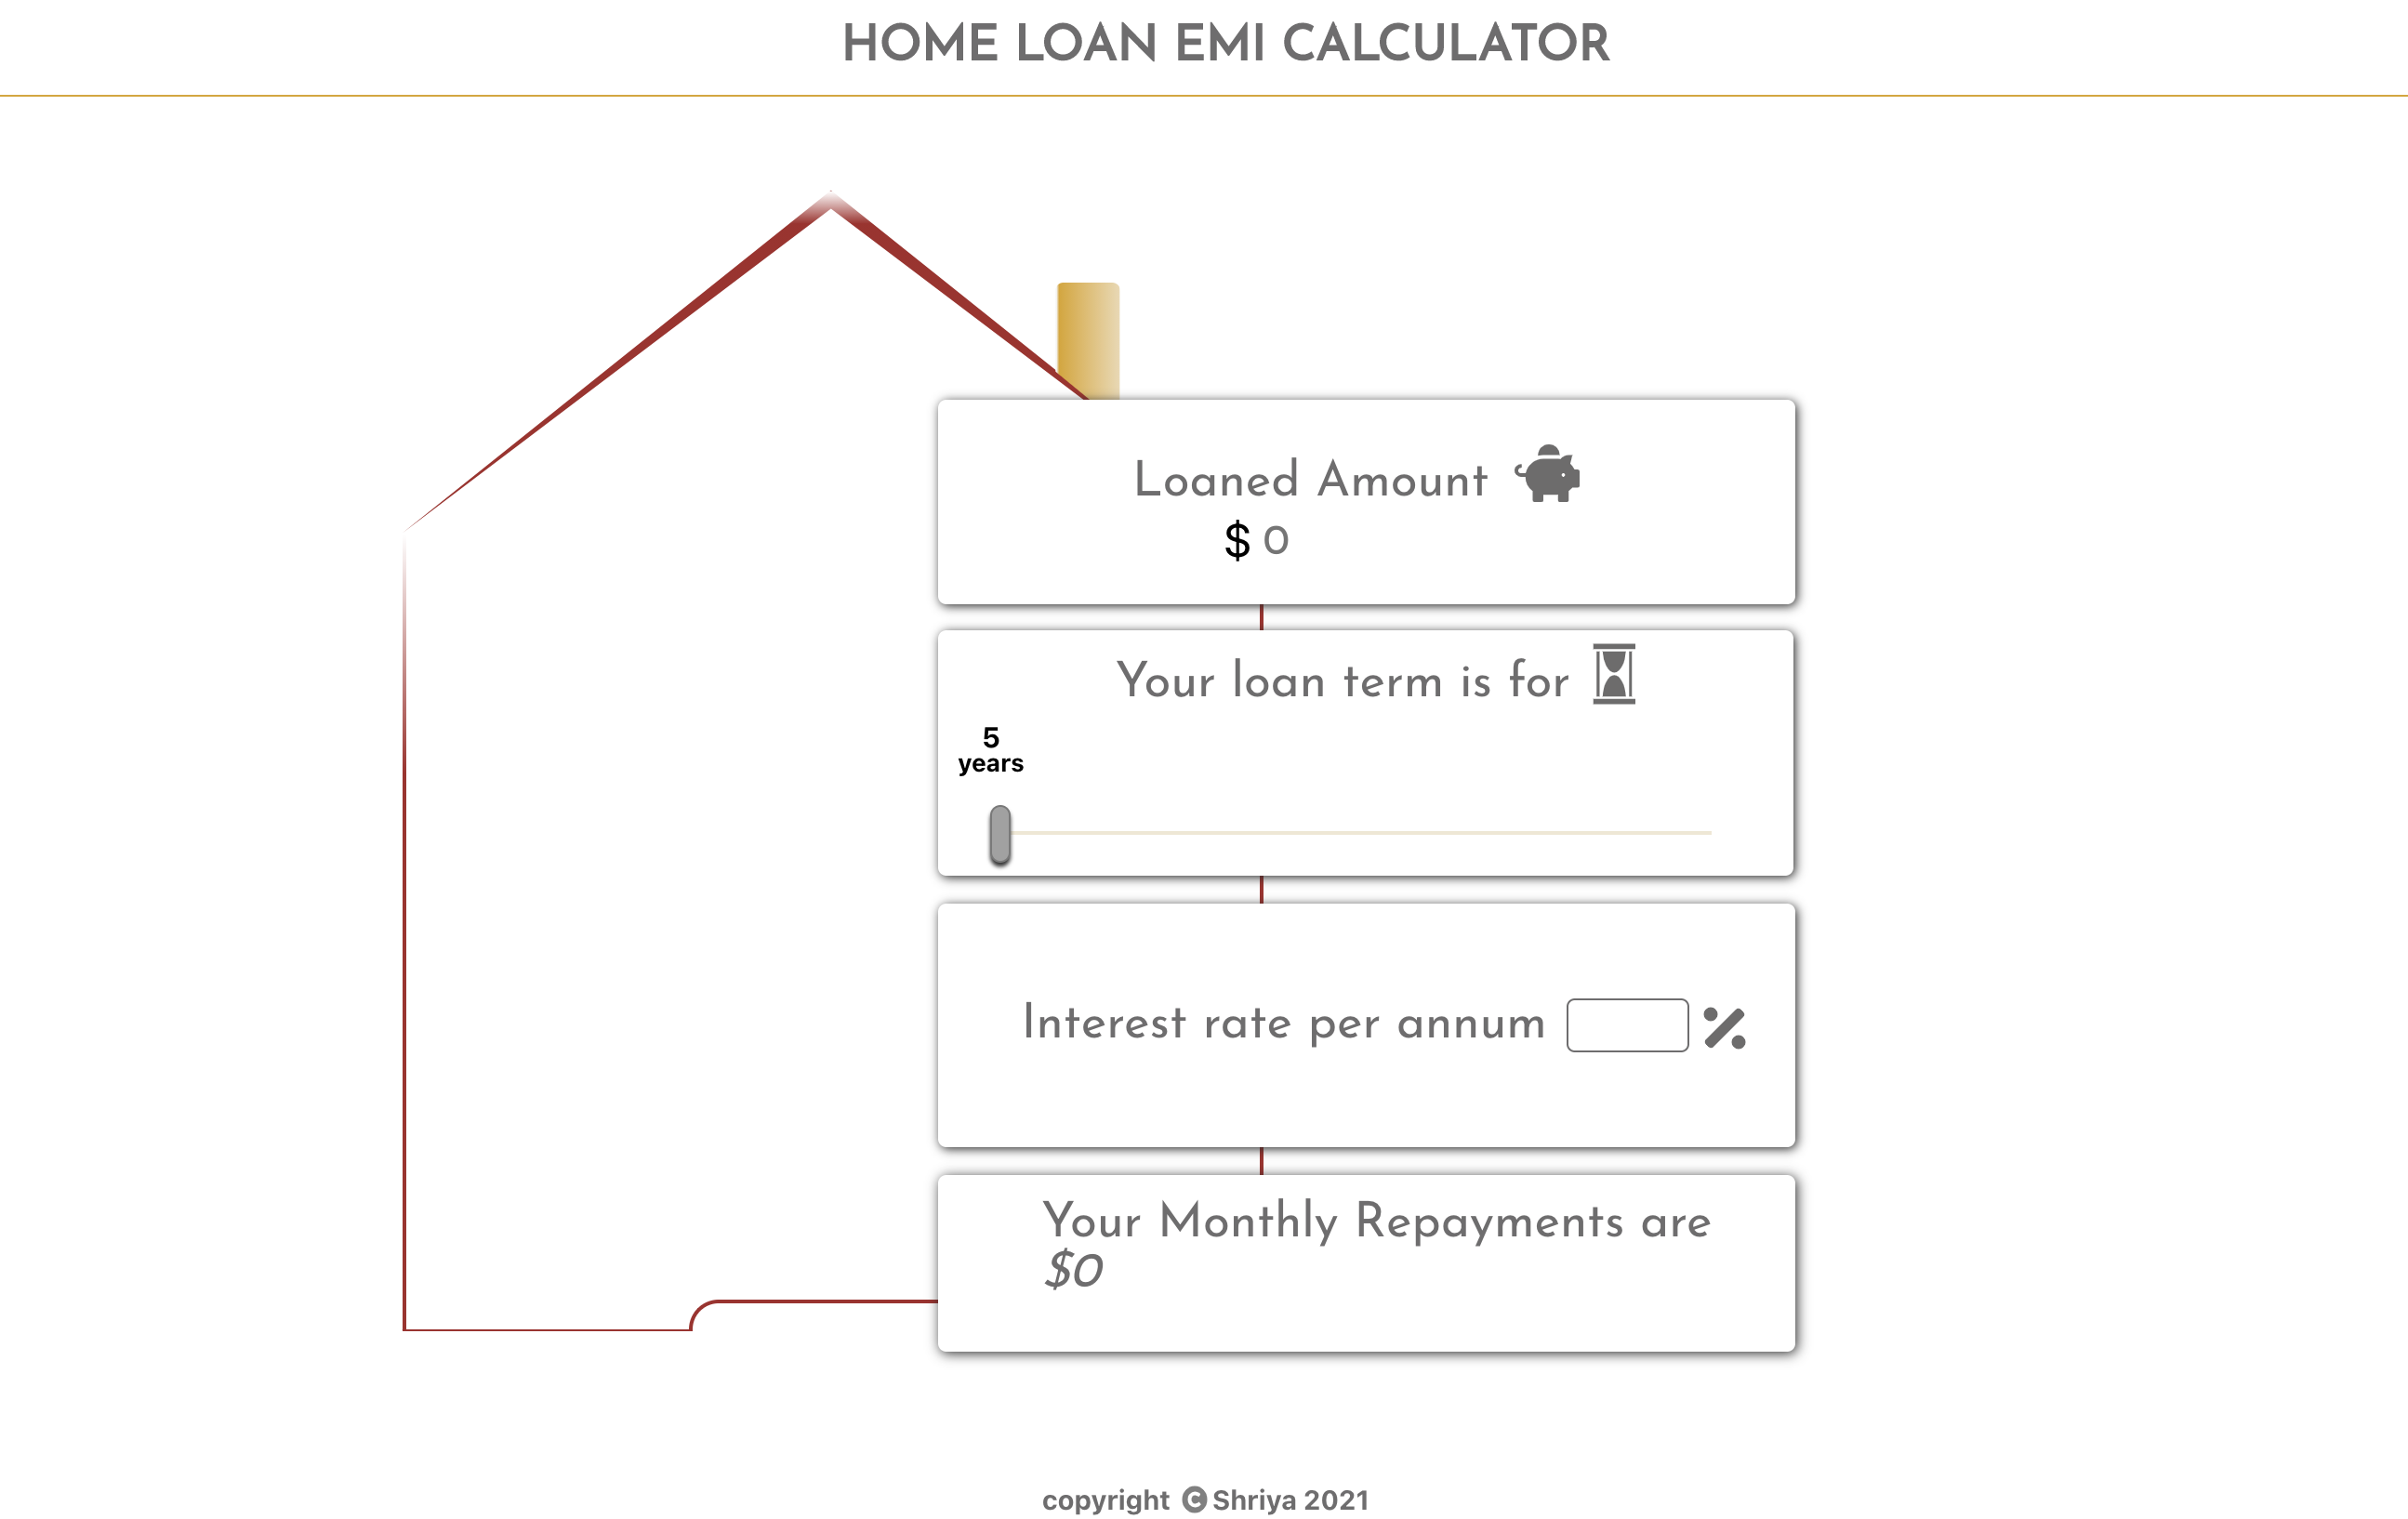 HOME LOAN EMI CALCULATOR
Loaned Amount
$ 0
Your loan term is for
5
years
Interest rate per annum %
Your Monthly Repayments are
$0
copyright © Shriya 2021